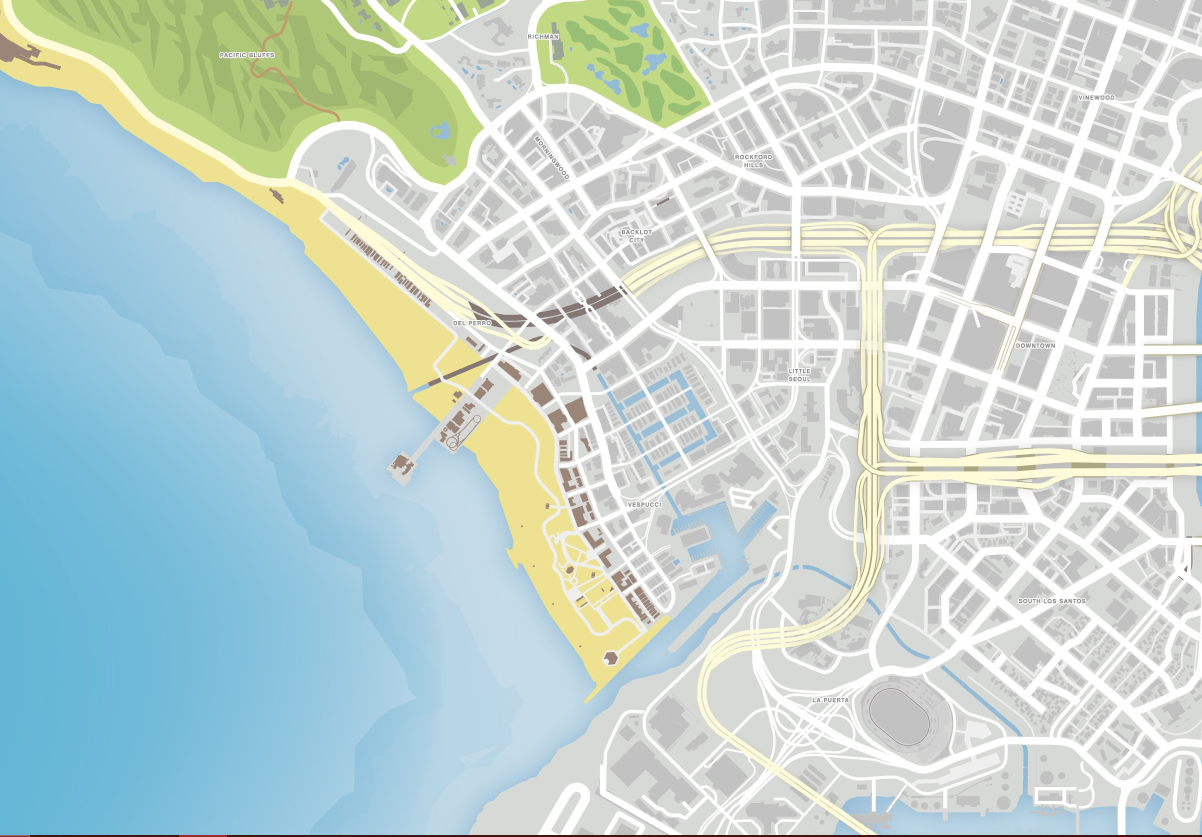 RICHMAN
PACIFIC BLUFFS
VINEWOOD
MORNINGWOOD
ROCKFORD
HILLS
BACKLOT
CITY
DEL PERRO
DOWNTOWN
LITTLE
SEOUL
VESPUCCI
SOUTH LOS SANTOS
LA PUERTA